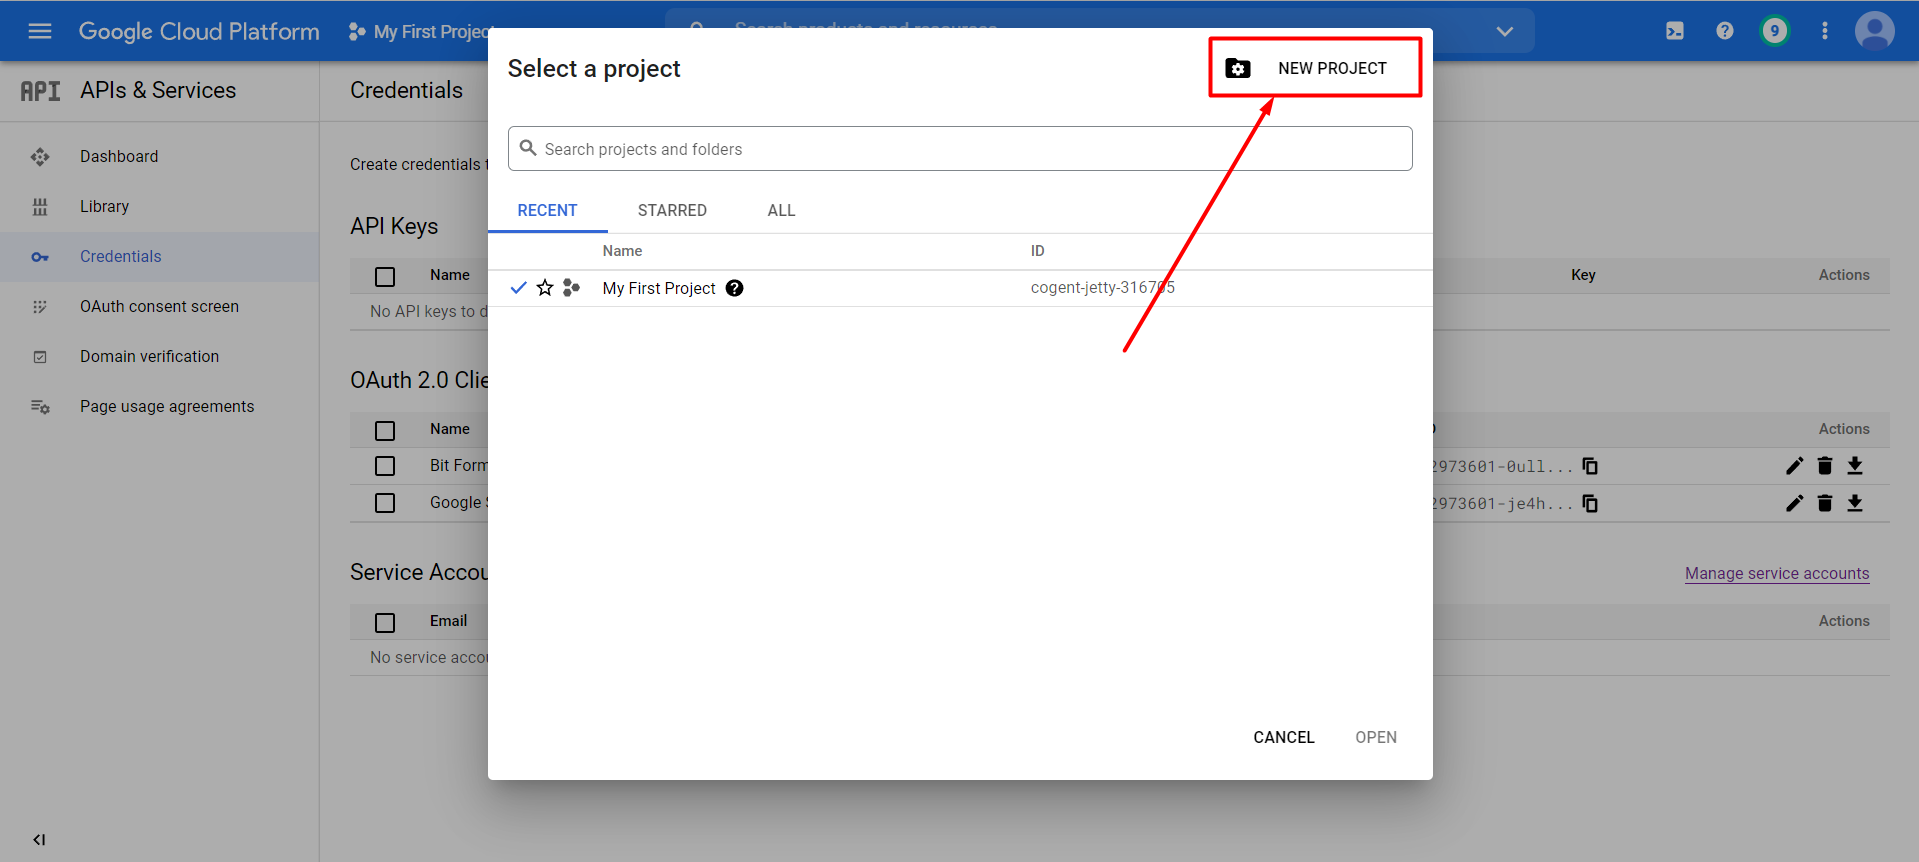 Google Cloud Platform
My First Project
Search products and resources
9
API APIs & Services
Credentials
Select a project
NEW PROJECT
Dashboard
Library
Credentials
OAuth consent screen
Domain verification
Page usage agreements
Create credentials
Search projects and folders
RECENT STARRED ALL
Name ID
My First Project cogent-jetty-316705
API Keys
Name Key Actions
No API keys to d
OAuth 2.0 Clie
Name Actions
Bit Form 2973601-0ull...
Google 2973601-je4h...
Service Accou
Manage service accounts
Email Actions
No service accou
CANCEL OPEN